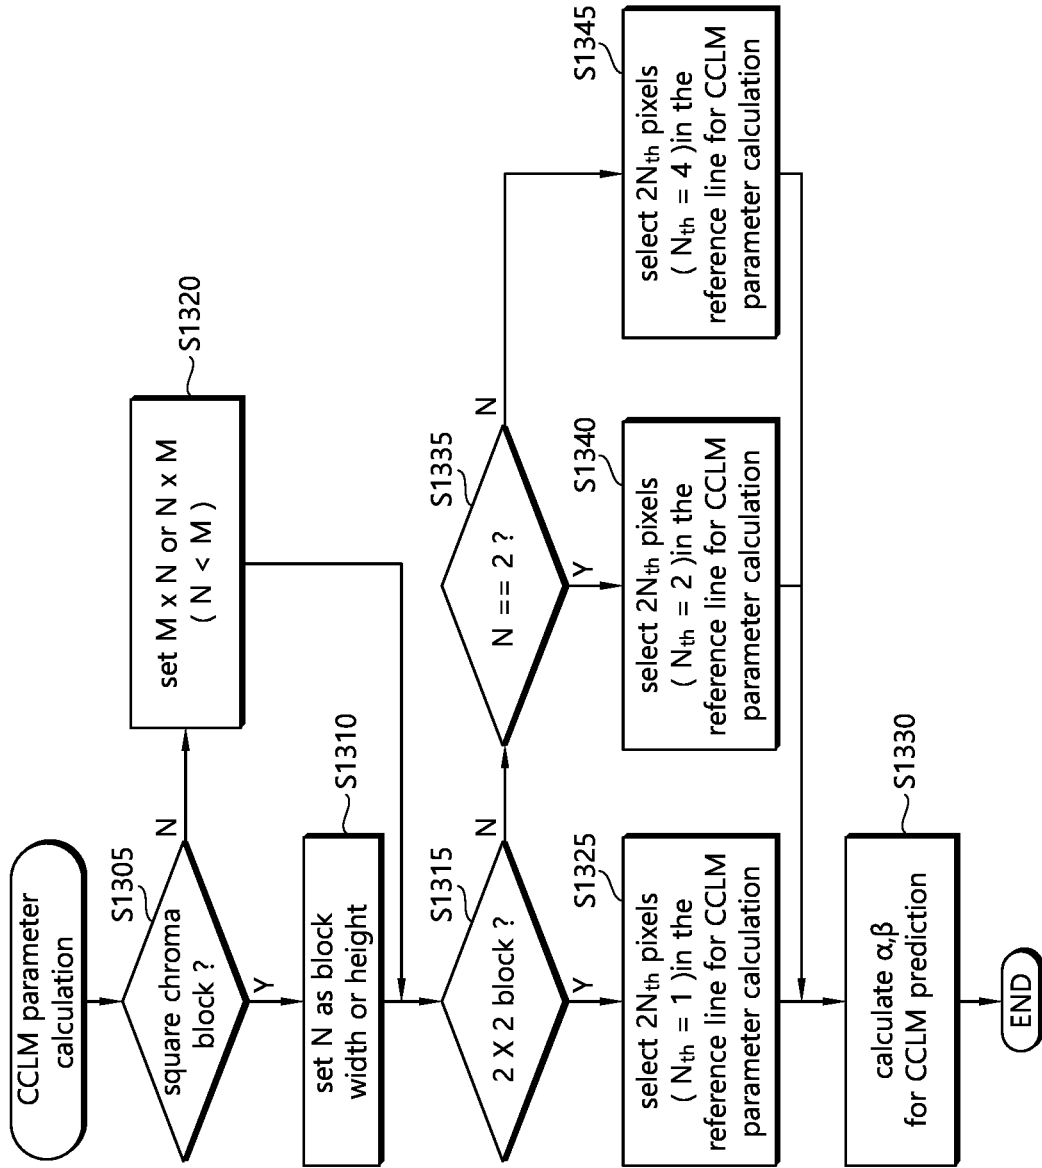 CCLM parameter
calculation
S1305
square chroma
block ?
N
Y
S1320
set M x N or N x M
( N < M )
S1310
set N as block
width or height
S1315
2 X 2 block ?
N
Y
S1335
N == 2 ?
N
Y
S1325
select 2Nth pixels
( Nth = 1 )in the
reference line for CCLM
parameter calculation
S1340
select 2Nth pixels
( Nth = 2 )in the
reference line for CCLM
parameter calculation
S1345
select 2Nth pixels
( Nth = 4 )in the
reference line for CCLM
parameter calculation
S1330
calculate α,β
for CCLM prediction
END